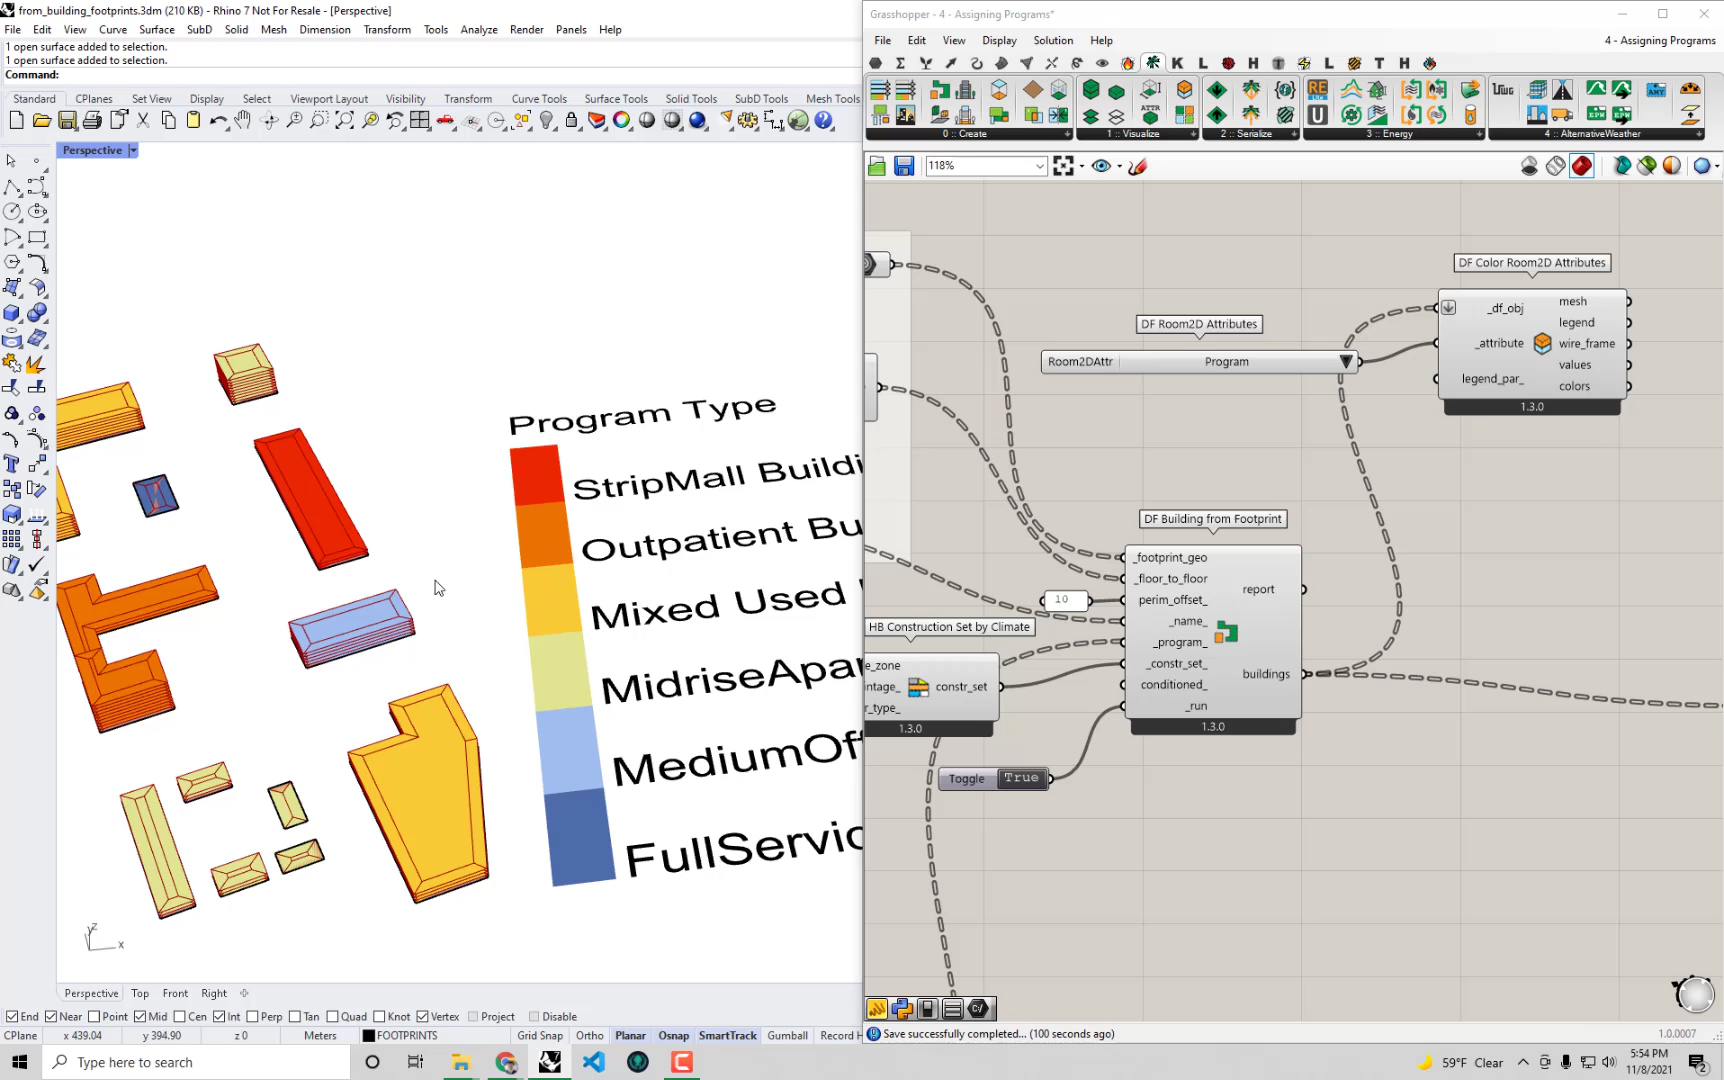 from_building_footprints.3dm (210 KB) - Rhino 7 Not For Resale - [Perspective]
File Edit View Curve Surface SubD Solid Mesh Dimension Transform Tools Analyze Render Panels Help
1 open surface added to selection.
1 open surface added to selection.
Command:
Standard CPlanes Set View Display Select Viewport Layout Visibility Transform Curve Tools Surface Tools Solid Tools SubD Tools Mesh Tools
Perspective
Program Type
StripMall Buildi
Outpatient Bu
Mixed Used
MidriseApar
MediumOf
FullServic
z
y
x
Perspective Top Front Right
End Near Point Mid Cen Int Perp Tan Quad Knot Vertex Project Disable
CPlane x 439.04 y 394.90 z 0 Meters FOOTPRINTS Grid Snap Ortho Planar Osnap SmartTrack Gumball Record H
Grasshopper - 4 - Assigning Programs*
File Edit View Display Solution Help
4 - Assigning Programs
K L H T L T H
ATTR
RE
U
EPW
EPW
AMY
0 :: Create 1 :: Visualize 2 :: Serialize 3 :: Energy 4 :: AlternativeWeather
118%
DF Color Room2D Attributes
_df_obj
_attribute
legend_par_
mesh
legend
wire_frame
values
colors
1.3.0
DF Room2D Attributes
Room2DAttr Program
DF Building from Footprint
_footprint_geo
_floor_to_floor
perim_offset_
_name_
_program_
_constr_set_
conditioned_
_run
report
buildings
1.3.0
10
HB Construction Set by Climate
e_zone
intage_
r_type_
constr_set
1.3.0
Toggle True
Save successfully completed... (100 seconds ago)
1.0.0007
Type here to search
59°F Clear
5:54 PM
11/8/2021
2